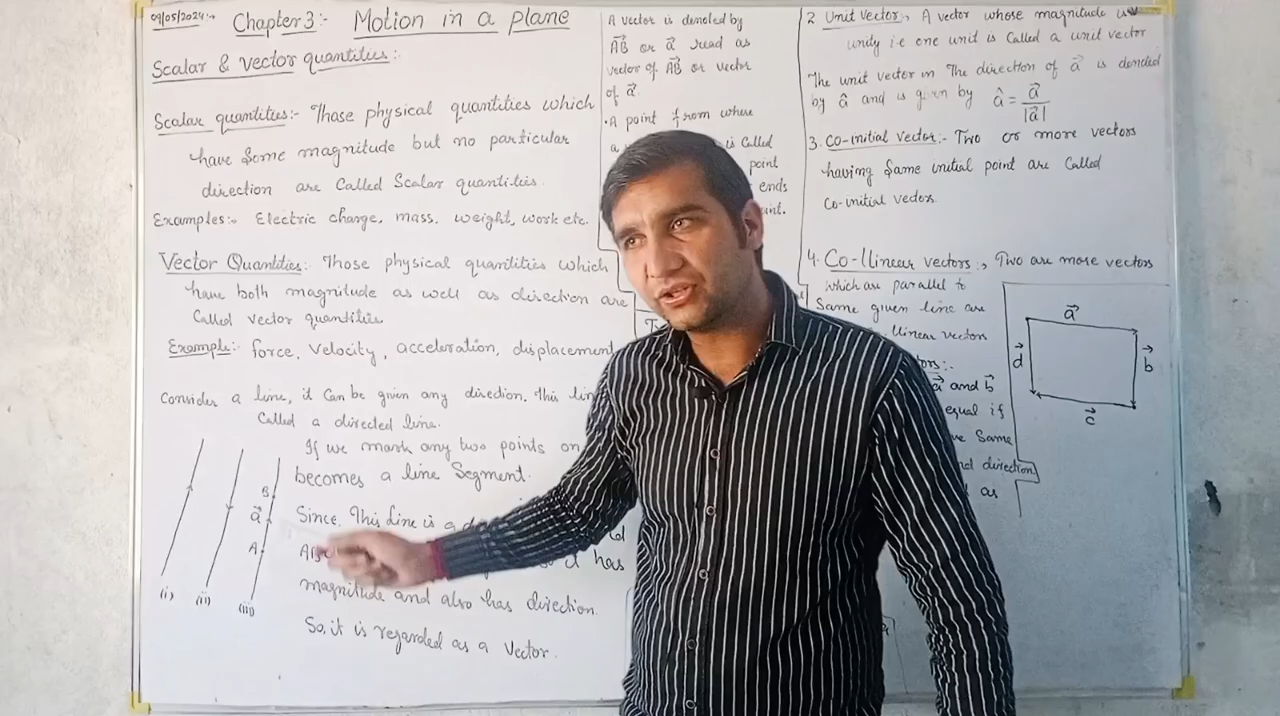 09/05/2024:-
Chapter 3:- Motion in a plane
Scalar & vector quantities:-
Scalar quantities:- Those physical quantities which
have some magnitude but no particular
direction are called Scalar quantities.
Examples:- Electric charge, mass, weight, work etc.
Vector Quantities:- Those physical quantities which
have both magnitude as well as direction are
called vector quantities
Example:- force, velocity, acceleration, displacement
Consider a line, it can be given any direction. This line
called a directed line.
If we mark any two points on
becomes a line Segment.
Since, This line is a
has
magnitude and also has direction.
So, it is regarded as a vector.
(i) (ii) (iii)
B
a⃗
A
A vector is denoted by
AB⃗ or a⃗ read as
vector of AB⃗ or vector
of a⃗.
•A point from where
a is called
point
ends
int.
2. Unit Vector:- A vector whose magnitude is
unity i.e one unit is called a unit vector
The unit vector in The direction of a⃗ is denoted
by â and is given by â = a⃗/|a⃗|
3. Co-initial vector:- Two or more vectors
having same initial point are called
co-initial vectors
4. Co-llinear vectors:, Two are more vectors
which are parallel to
Same given line are
llinear vectors
tors:-
a⃗ and b⃗
equal if
ve same
nd direction
as
a⃗
d⃗
b⃗
c⃗